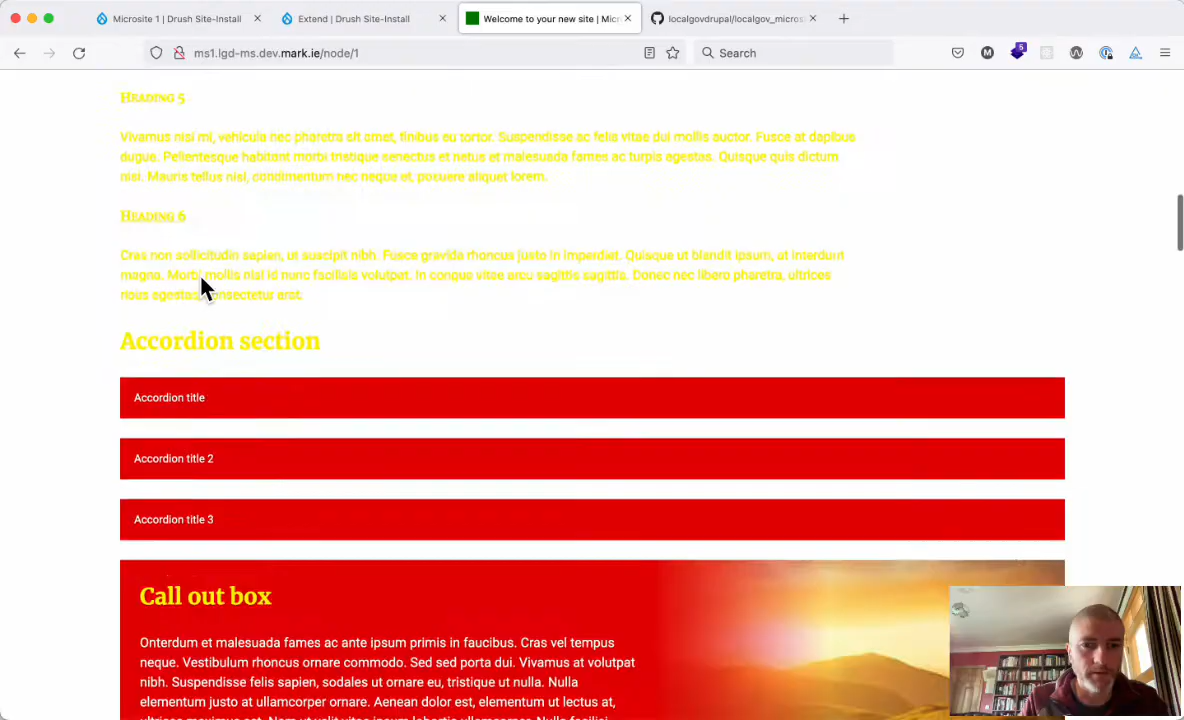 Microsite 1 | Drush Site-Install
Extend | Drush Site-Install
Welcome to your new site | Micr
localgovdrupal/localgov_micros
ms1.lgd-ms.dev.mark.ie/node/1
Search
M
5
Heading 5
Vivamus nisi mi, vehicula nec pharetra sit amet, finibus eu tortor. Suspendisse ac felis vitae dui mollis auctor. Fusce at dapibus
augue. Pellentesque habitant morbi tristique senectus et netus et malesuada fames ac turpis egestas. Quisque quis dictum
nisi. Mauris tellus nisl, condimentum nec neque et, posuere aliquet lorem.
Heading 6
Cras non sollicitudin sapien, ut suscipit nibh. Fusce gravida rhoncus justo in imperdiet. Quisque ut blandit ipsum, at interdum
magna. Morbi mollis nisl id nunc facilisis volutpat. In congue vitae arcu sagittis sagittis. Donec nec libero pharetra, ultrices
risus egestas, consectetur erat.
Accordion section
Accordion title
Accordion title 2
Accordion title 3
Call out box
Onterdum et malesuada fames ac ante ipsum primis in faucibus. Cras vel tempus
neque. Vestibulum rhoncus ornare commodo. Sed sed porta dui. Vivamus at volutpat
nibh. Suspendisse felis sapien, sodales ut ornare eu, tristique ut nulla. Nulla
elementum justo at ullamcorper ornare. Aenean dolor est, elementum ut lectus at,